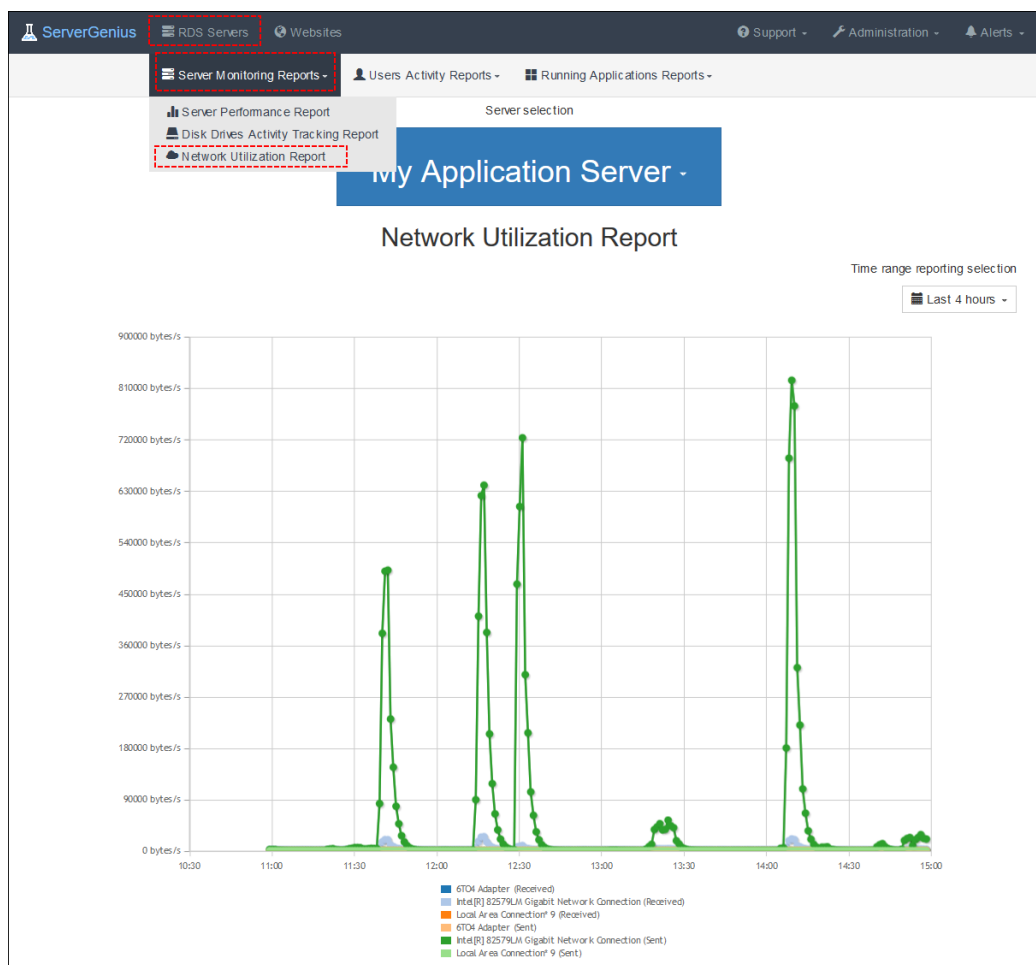 ServerGenius RDS Servers Websites Support Administration Alerts
Server Monitoring Reports Users Activity Reports Running Applications Reports
Server Performance Report
Disk Drives Activity Tracking Report
Network Utilization Report
Server selection
My Application Server
Network Utilization Report
Time range reporting selection
Last 4 hours
900000 bytes/s
810000 bytes/s
720000 bytes/s
630000 bytes/s
540000 bytes/s
450000 bytes/s
360000 bytes/s
270000 bytes/s
180000 bytes/s
90000 bytes/s
0 bytes/s
10:30 11:00 11:30 12:00 12:30 13:00 13:30 14:00 14:30 15:00
6TO4 Adapter (Received)
Intel[R] 82579LM Gigabit Network Connection (Received)
Local Area Connection* 9 (Received)
6TO4 Adapter (Sent)
Intel[R] 82579LM Gigabit Network Connection (Sent)
Local Area Connection* 9 (Sent)